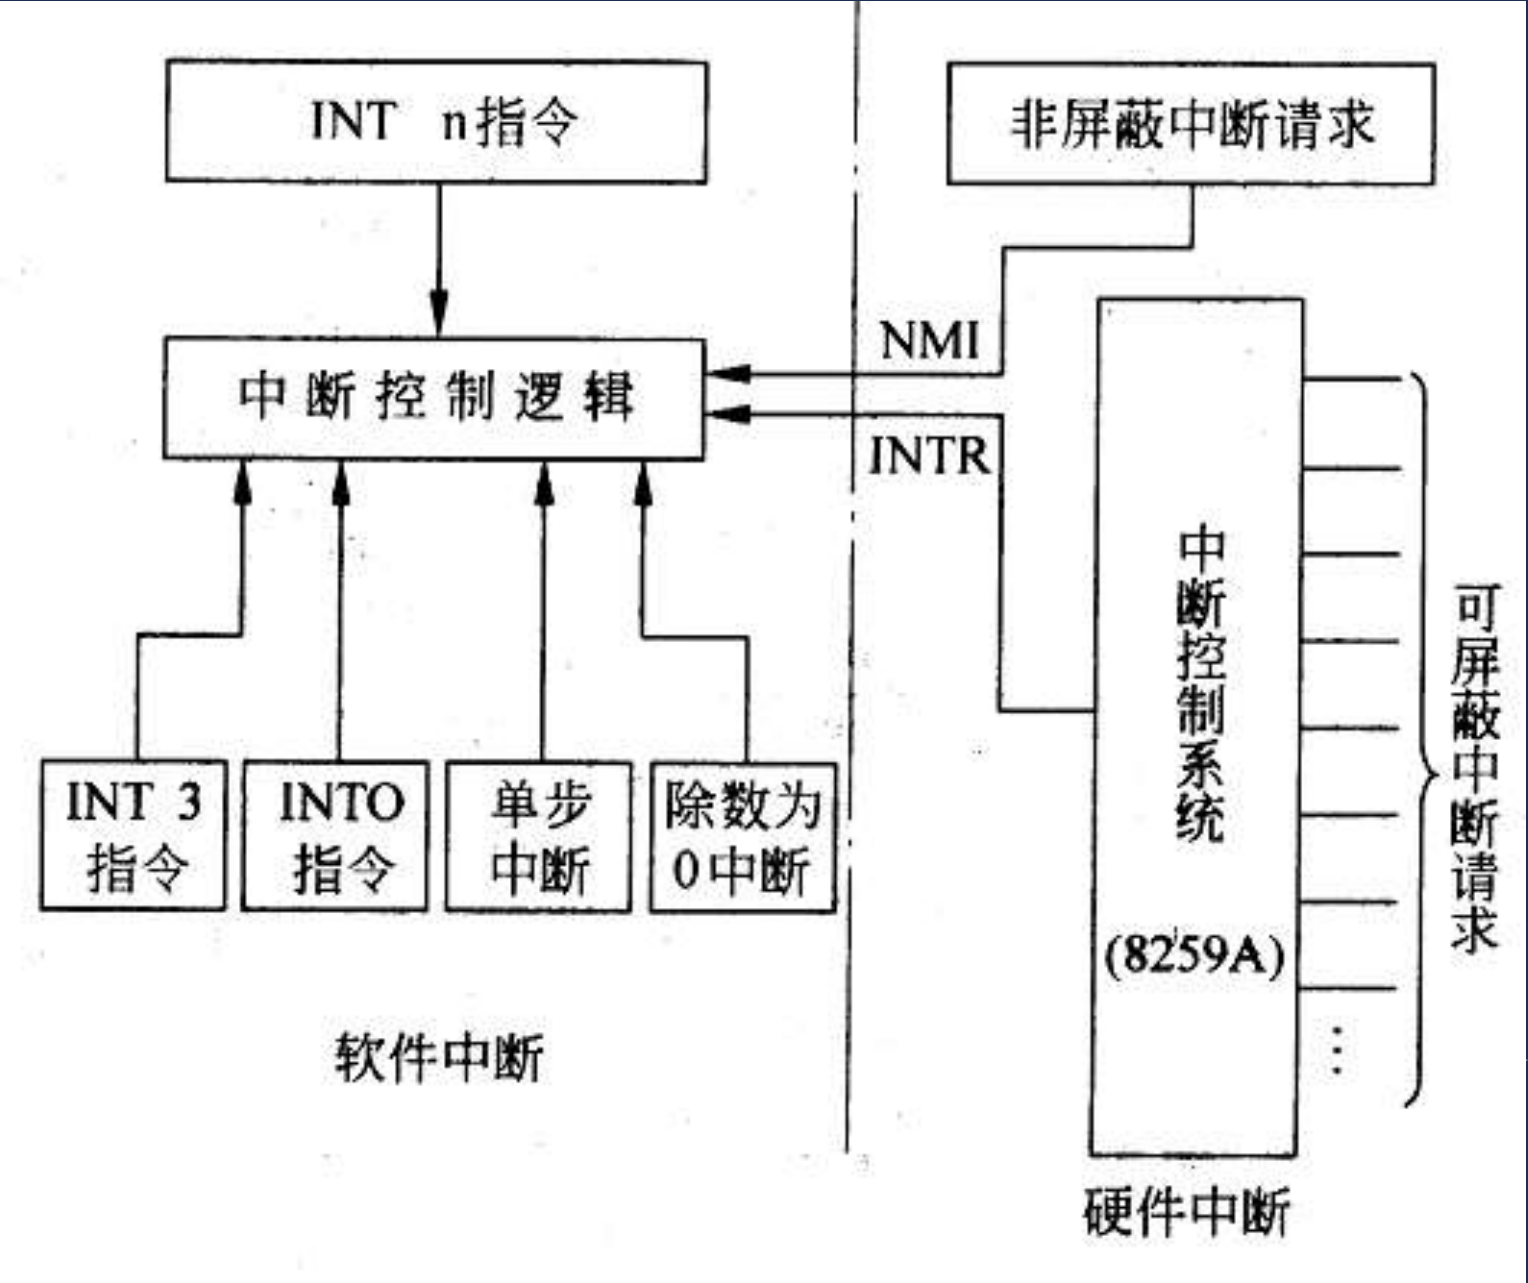 INT n指令
非屏蔽中断请求
NMI
中断控制逻辑
INTR
中断控制系统
(8259A)
可屏蔽中断请求
INT 3
指令
INTO
指令
单步
中断
除数为
0中断
软件中断
⋮
硬件中断